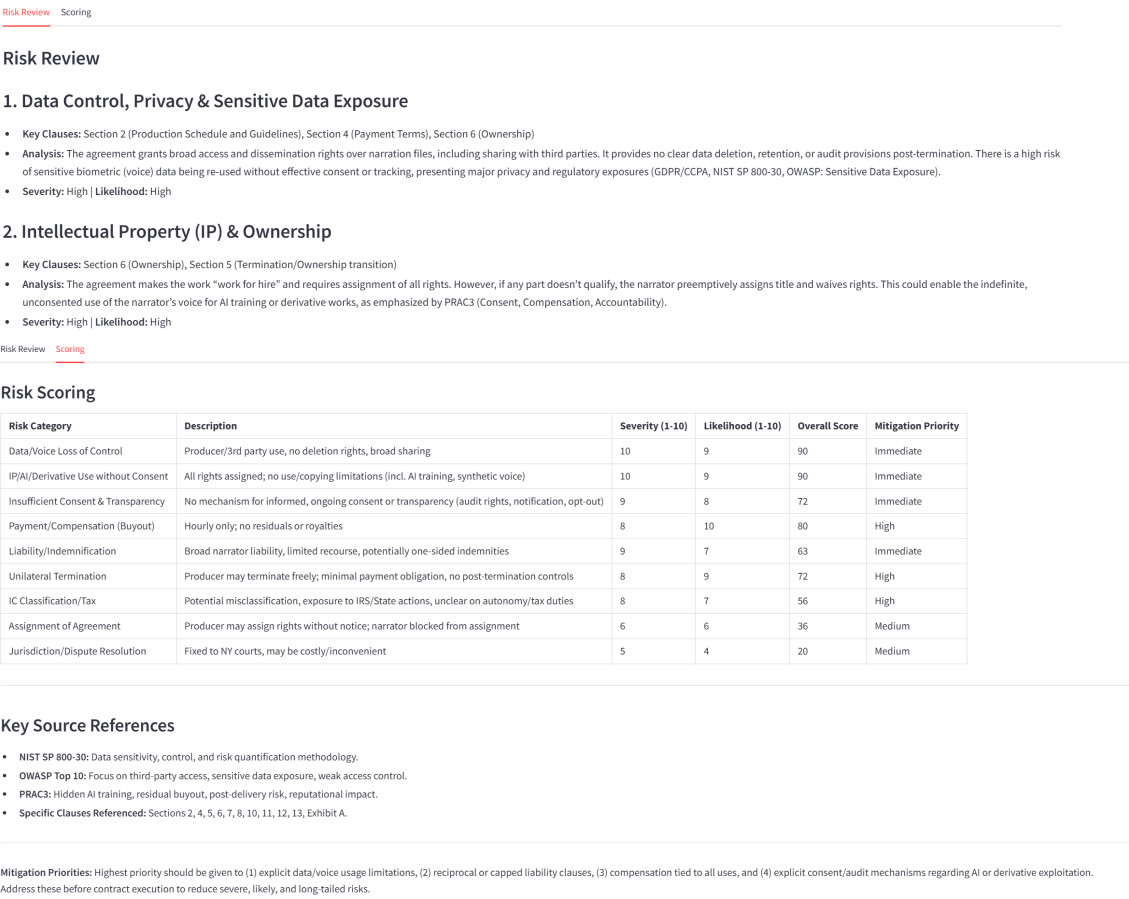 Risk Review Scoring
Risk Review
1. Data Control, Privacy & Sensitive Data Exposure
• Key Clauses: Section 2 (Production Schedule and Guidelines), Section 4 (Payment Terms), Section 6 (Ownership)
• Analysis: The agreement grants broad access and dissemination rights over narration files, including sharing with third parties. It provides no clear data deletion, retention, or audit provisions post-termination. There is a high risk
of sensitive biometric (voice) data being re-used without effective consent or tracking, presenting major privacy and regulatory exposures (GDPR/CCPA, NIST SP 800-30, OWASP: Sensitive Data Exposure).
• Severity: High | Likelihood: High
2. Intellectual Property (IP) & Ownership
• Key Clauses: Section 6 (Ownership), Section 5 (Termination/Ownership transition)
• Analysis: The agreement makes the work “work for hire” and requires assignment of all rights. However, if any part doesn’t qualify, the narrator preemptively assigns title and waives rights. This could enable the indefinite,
unconsented use of the narrator’s voice for AI training or derivative works, as emphasized by PRAC3 (Consent, Compensation, Accountability).
• Severity: High | Likelihood: High
Risk Review Scoring
Risk Scoring
Risk Category Description Severity (1-10) Likelihood (1-10) Overall Score Mitigation Priority
Data/Voice Loss of Control Producer/3rd party use, no deletion rights, broad sharing 10 9 90 Immediate
IP/AI/Derivative Use without Consent All rights assigned; no use/copying limitations (incl. AI training, synthetic voice) 10 9 90 Immediate
Insufficient Consent & Transparency No mechanism for informed, ongoing consent or transparency (audit rights, notification, opt-out) 9 8 72 Immediate
Payment/Compensation (Buyout) Hourly only; no residuals or royalties 8 10 80 High
Liability/Indemnification Broad narrator liability, limited recourse, potentially one-sided indemnities 9 7 63 Immediate
Unilateral Termination Producer may terminate freely; minimal payment obligation, no post-termination controls 8 9 72 High
IC Classification/Tax Potential misclassification, exposure to IRS/State actions, unclear on autonomy/tax duties 8 7 56 High
Assignment of Agreement Producer may assign rights without notice; narrator blocked from assignment 6 6 36 Medium
Jurisdiction/Dispute Resolution Fixed to NY courts, may be costly/inconvenient 5 4 20 Medium
Key Source References
• NIST SP 800-30: Data sensitivity, control, and risk quantification methodology.
• OWASP Top 10: Focus on third-party access, sensitive data exposure, weak access control.
• PRAC3: Hidden AI training, residual buyout, post-delivery risk, reputational impact.
• Specific Clauses Referenced: Sections 2, 4, 5, 6, 7, 8, 10, 11, 12, 13, Exhibit A.
Mitigation Priorities: Highest priority should be given to (1) explicit data/voice usage limitations, (2) reciprocal or capped liability clauses, (3) compensation tied to all uses, and (4) explicit consent/audit mechanisms regarding AI or derivative exploitation.
Address these before contract execution to reduce severe, likely, and long-tailed risks.